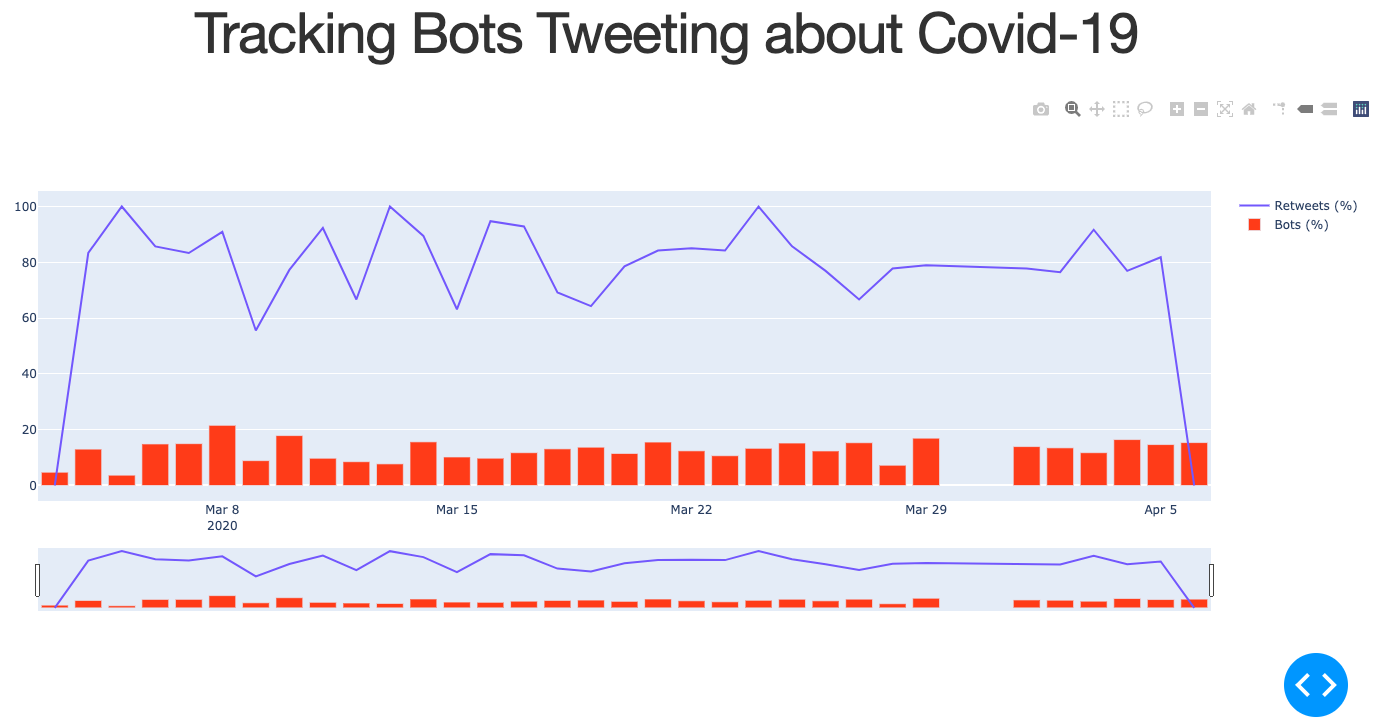 Tracking Bots Tweeting about Covid-19
Retweets (%)
Bots (%)
100
80
60
40
20
0
Mar 8
2020
Mar 15
Mar 22
Mar 29
Apr 5